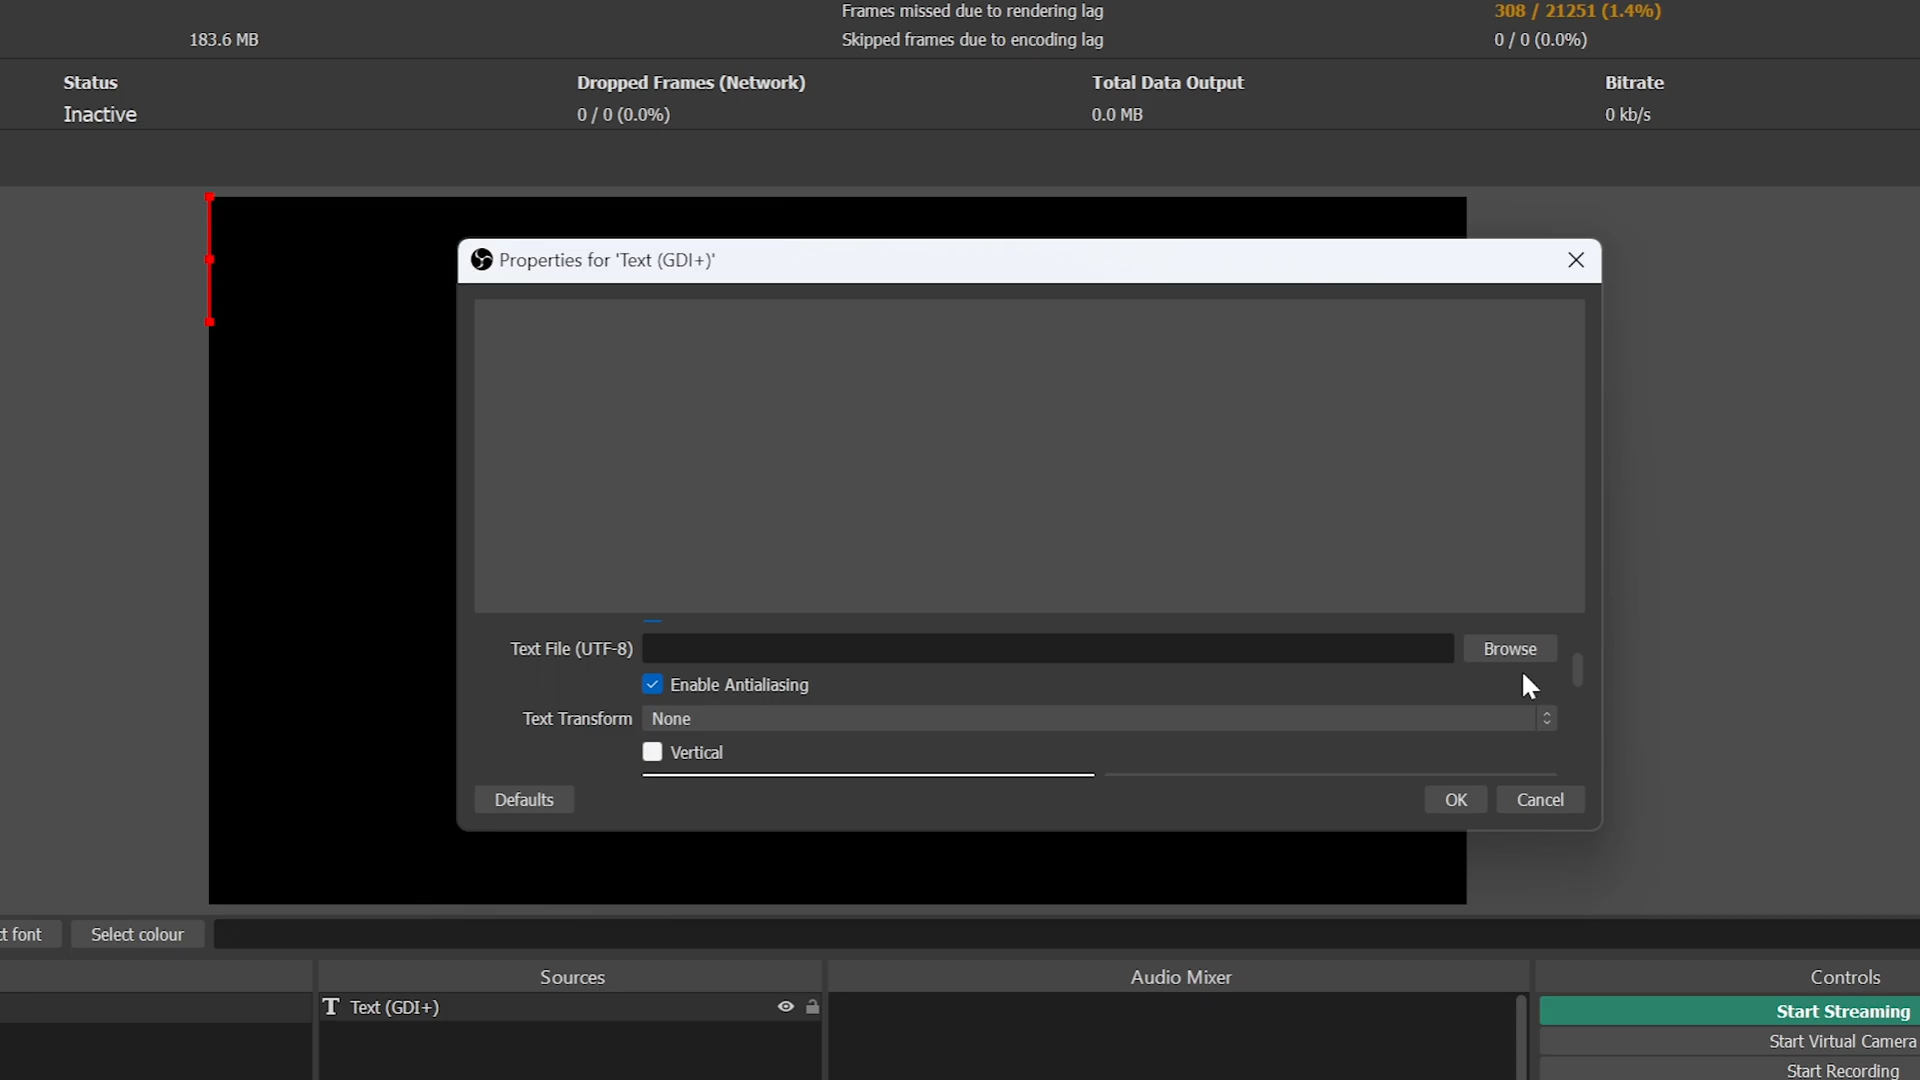 Frames missed due to rendering lag
308 / 21251 (1.4%)
183.6 MB
Skipped frames due to encoding lag
0 / 0 (0.0%)
Status
Dropped Frames (Network)
Total Data Output
Bitrate
Inactive
0 / 0 (0.0%)
0.0 MB
0 kb/s
Properties for 'Text (GDI+)'
Text File (UTF-8)
Browse
Enable Antialiasing
Text Transform
None
Vertical
Defaults
OK
Cancel
ct font
Select colour
Sources
Audio Mixer
Controls
T Text (GDI+)
Start Streaming
Start Virtual Camera
Start Recording